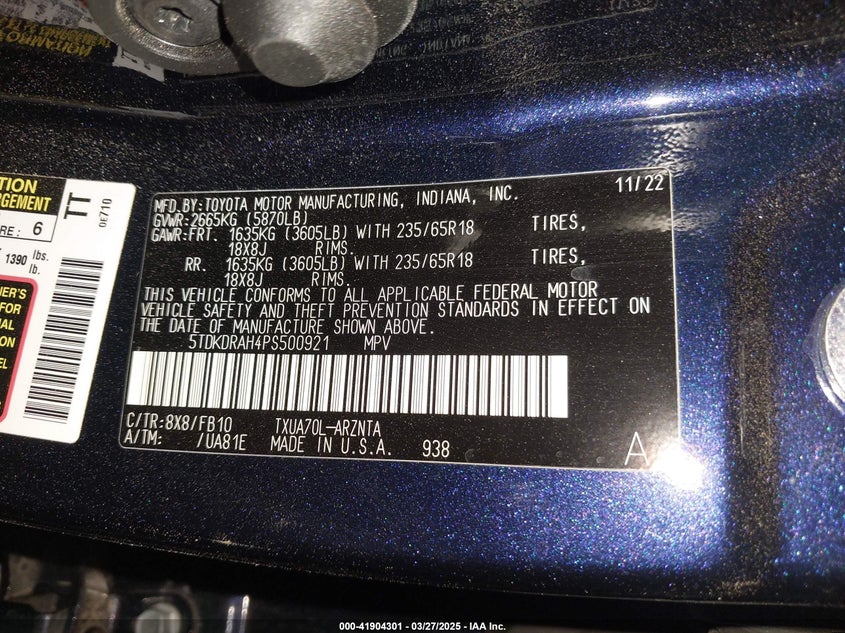 MFD.BY:TOYOTA MOTOR MANUFACTURING, INDIANA, INC. 11/22
GVWR:2665KG (5870LB)
GAWR:FRT. 1635KG (3605LB) WITH 235/65R18 TIRES,
18X8J RIMS.
RR. 1635KG (3605LB) WITH 235/65R18 TIRES,
18X8J RIMS.
THIS VEHICLE CONFORMS TO ALL APPLICABLE FEDERAL MOTOR
VEHICLE SAFETY AND THEFT PREVENTION STANDARDS IN EFFECT ON
THE DATE OF MANUFACTURE SHOWN ABOVE.
5TDKDRAH4PS500921 MPV
C/TR:8X8/FB10 TXUA70L-ARZNTA
A/TM: /UA81E MADE IN U.S.A. 938 A
TT
0E710
6
1390 lbs.
lb.
FOR
000-41904301 — 03/27/2025 — IAA Inc.